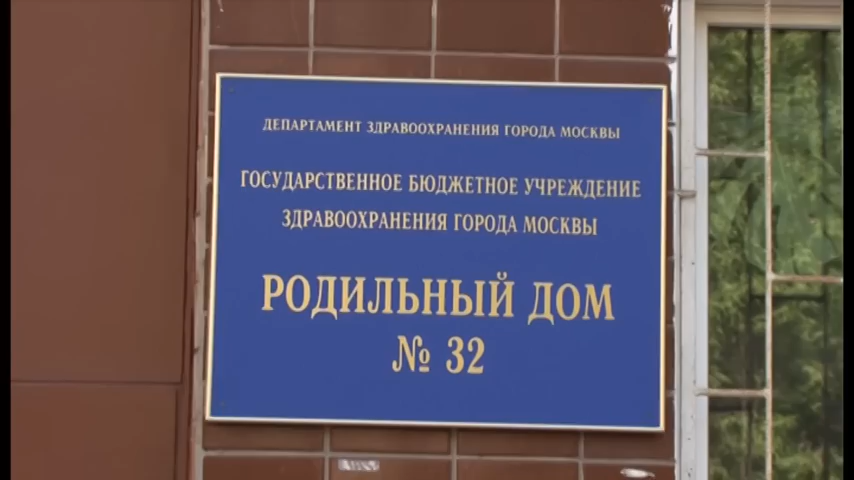 ДЕПАРТАМЕНТ ЗДРАВООХРАНЕНИЯ ГОРОДА МОСКВЫ
ГОСУДАРСТВЕННОЕ БЮДЖЕТНОЕ УЧРЕЖДЕНИЕ
ЗДРАВООХРАНЕНИЯ ГОРОДА МОСКВЫ
РОДИЛЬНЫЙ ДОМ
№ 32